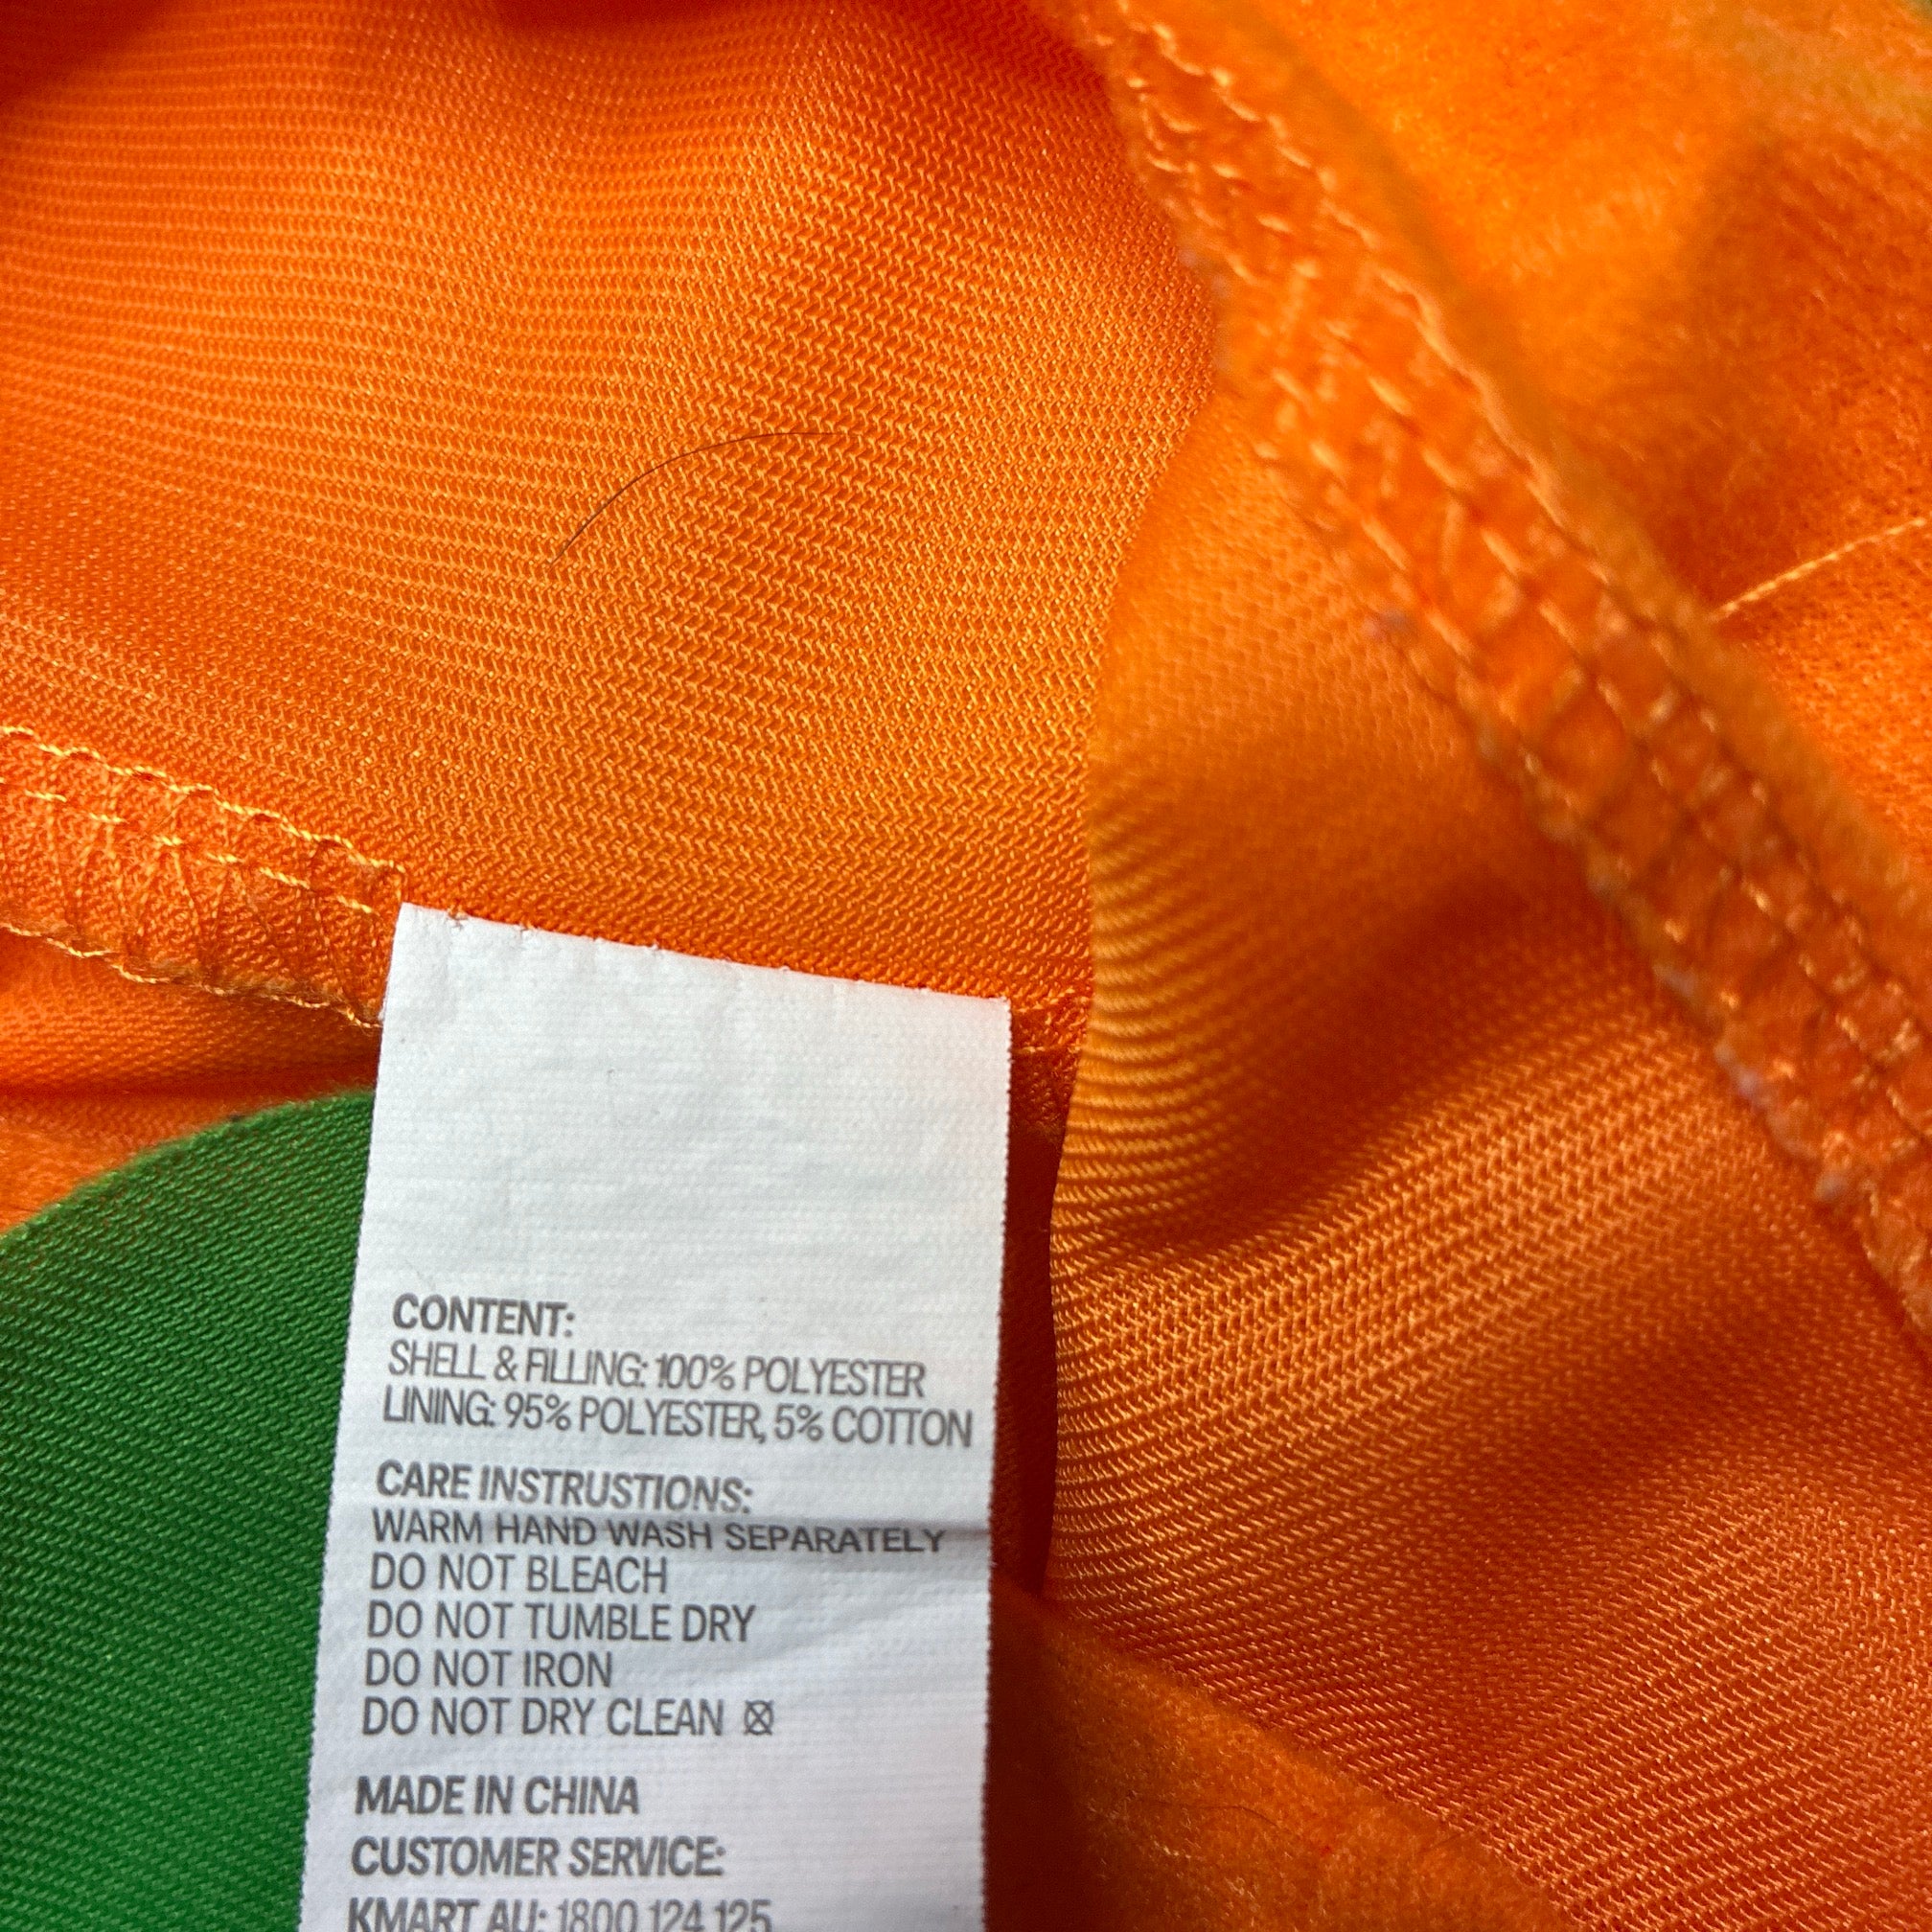 CONTENT:
SHELL & FILLING: 100% POLYESTER
LINING: 95% POLYESTER, 5% COTTON
CARE INSTRUSTIONS:
WARM HAND WASH SEPARATELY
DO NOT BLEACH
DO NOT TUMBLE DRY
DO NOT IRON
DO NOT DRY CLEAN
MADE IN CHINA
CUSTOMER SERVICE:
KMART AU: 1800 124 125